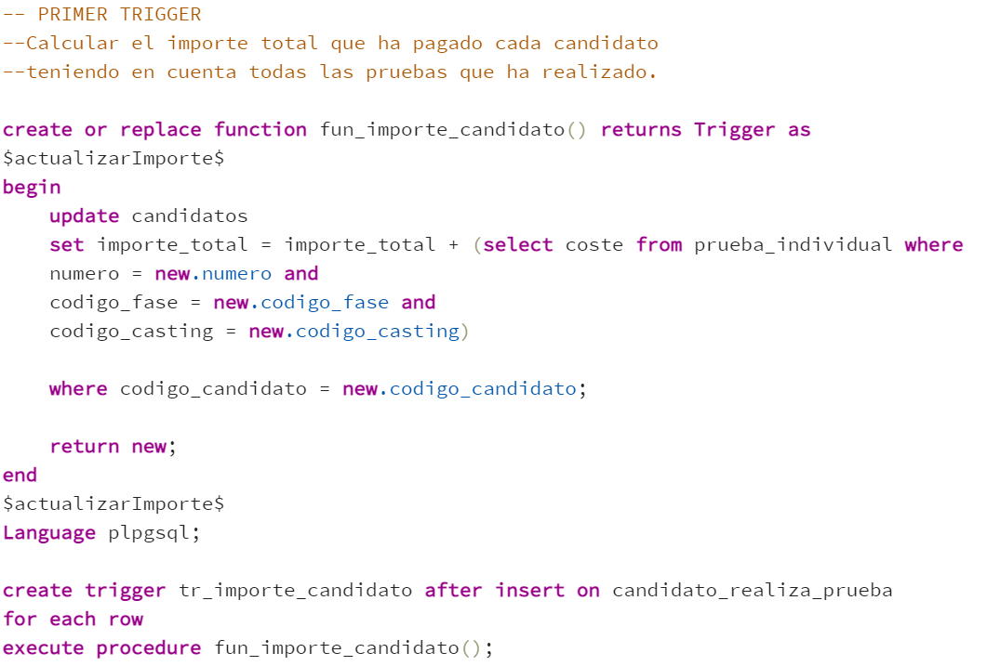 -- PRIMER TRIGGER
--Calcular el importe total que ha pagado cada candidato
--teniendo en cuenta todas las pruebas que ha realizado.
create or replace function fun_importe_candidato() returns Trigger as
$actualizarImporte$
begin
update candidatos
set importe_total = importe_total + (select coste from prueba_individual where
numero = new.numero and
codigo_fase = new.codigo_fase and
codigo_casting = new.codigo_casting)
where codigo_candidato = new.codigo_candidato;
return new;
end
$actualizarImporte$
Language plpgsql;
create trigger tr_importe_candidato after insert on candidato_realiza_prueba
for each row
execute procedure fun_importe_candidato();